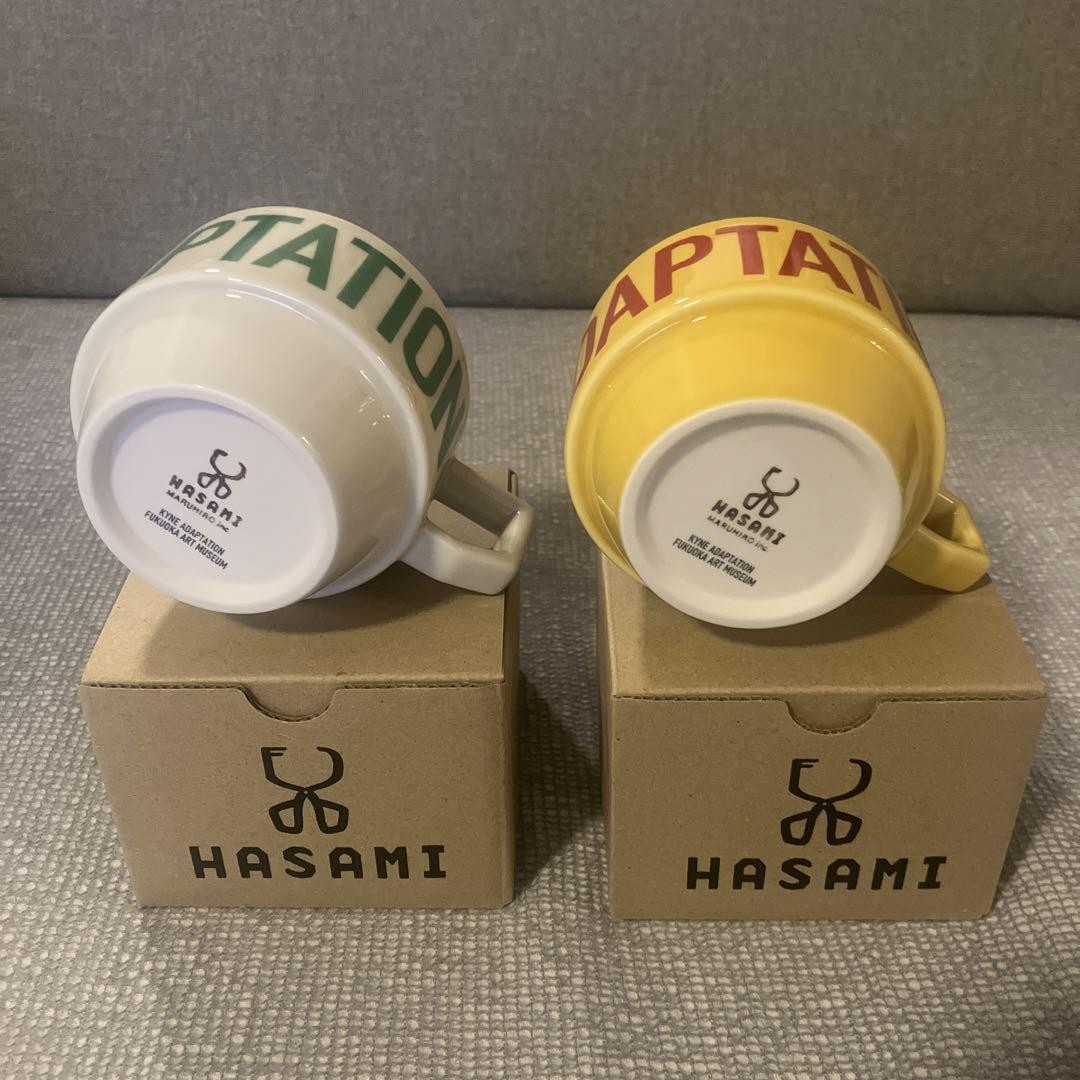 PTATION
HASAMI
MARUHIRO inc.
KYNE ADAPTATION
FUKUOKA ART MUSEUM
HASAMI
DAPTATI
HASAMI
MARUHIRO inc.
KYNE ADAPTATION
FUKUOKA ART MUSEUM
HASAMI